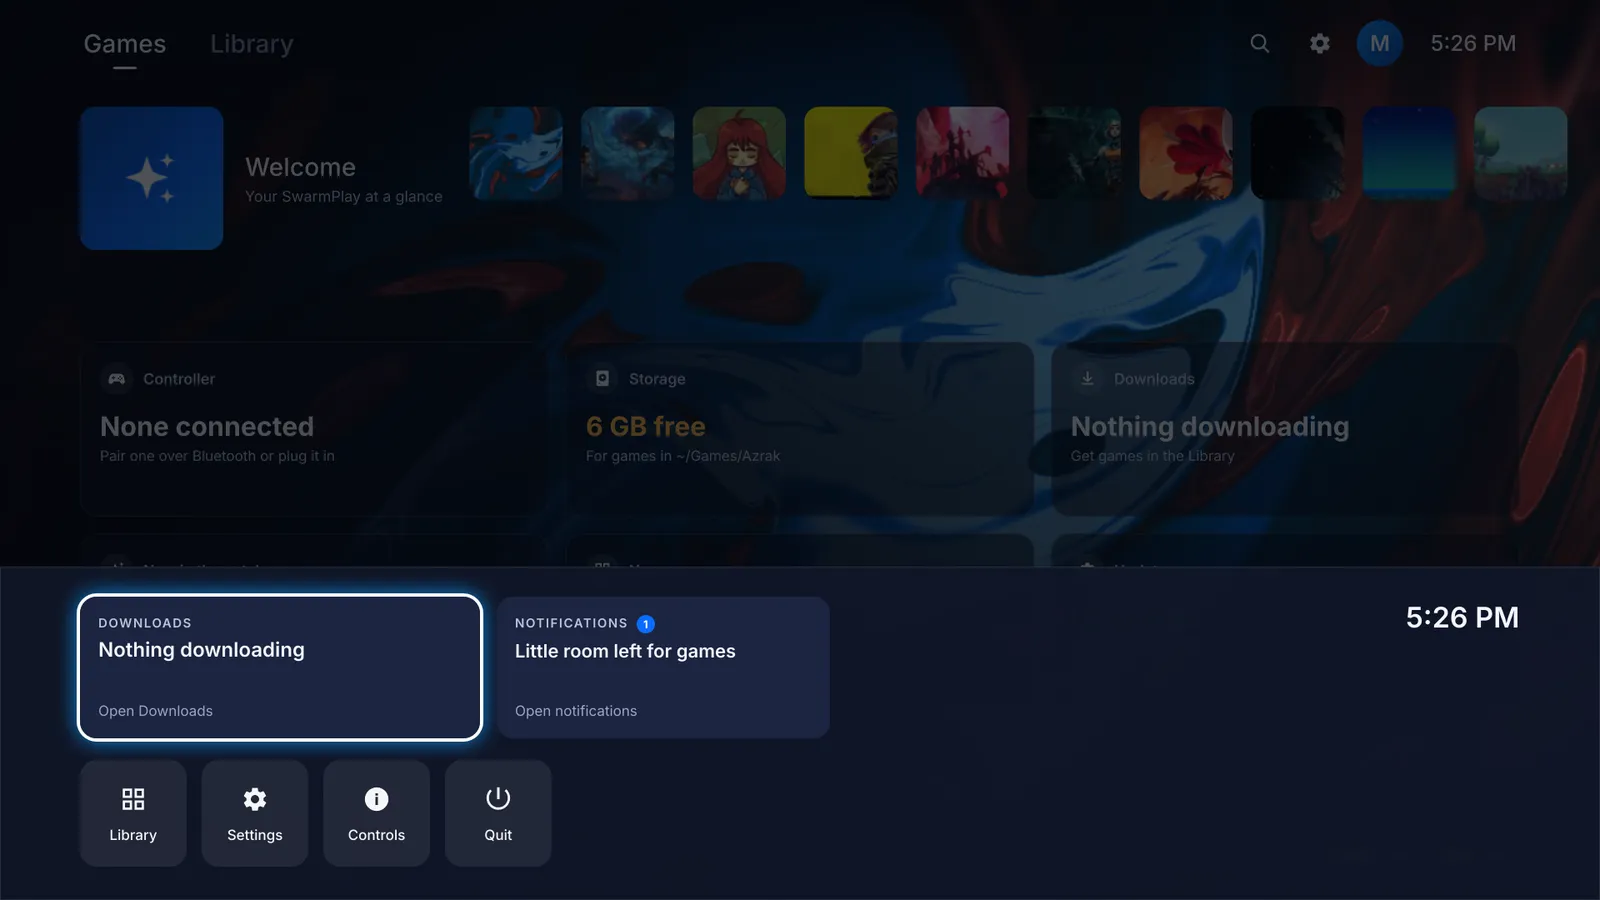 Games
Library
M
5:26 PM
Welcome
Your SwarmPlay at a glance
Controller
None connected
Pair one over Bluetooth or plug it in
Storage
6 GB free
For games in ~/Games/Azrak
Downloads
Nothing downloading
Get games in the Library
DOWNLOADS
Nothing downloading
Open Downloads
NOTIFICATIONS 1
Little room left for games
Open notifications
5:26 PM
Library
Settings
Controls
Quit